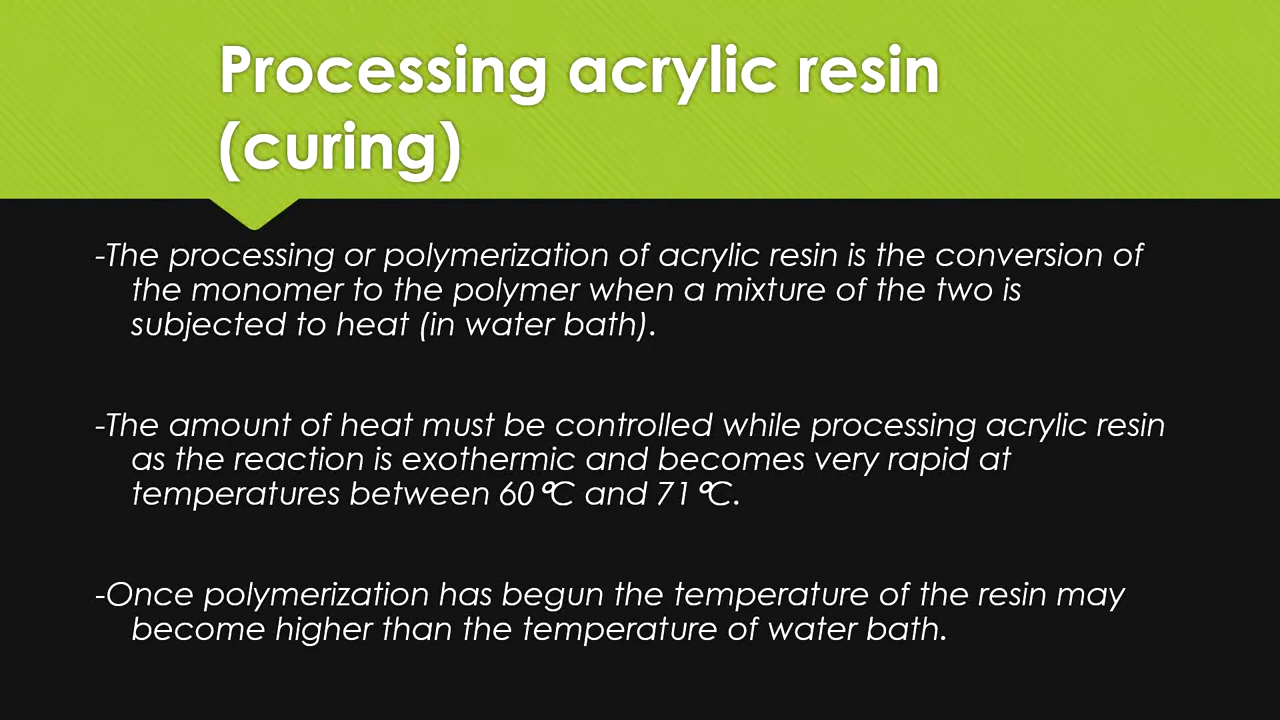 Processing acrylic resin
(curing)
-The processing or polymerization of acrylic resin is the conversion of
the monomer to the polymer when a mixture of the two is
subjected to heat (in water bath).
-The amount of heat must be controlled while processing acrylic resin
as the reaction is exothermic and becomes very rapid at
temperatures between 60℃ and 71℃.
-Once polymerization has begun the temperature of the resin may
become higher than the temperature of water bath.